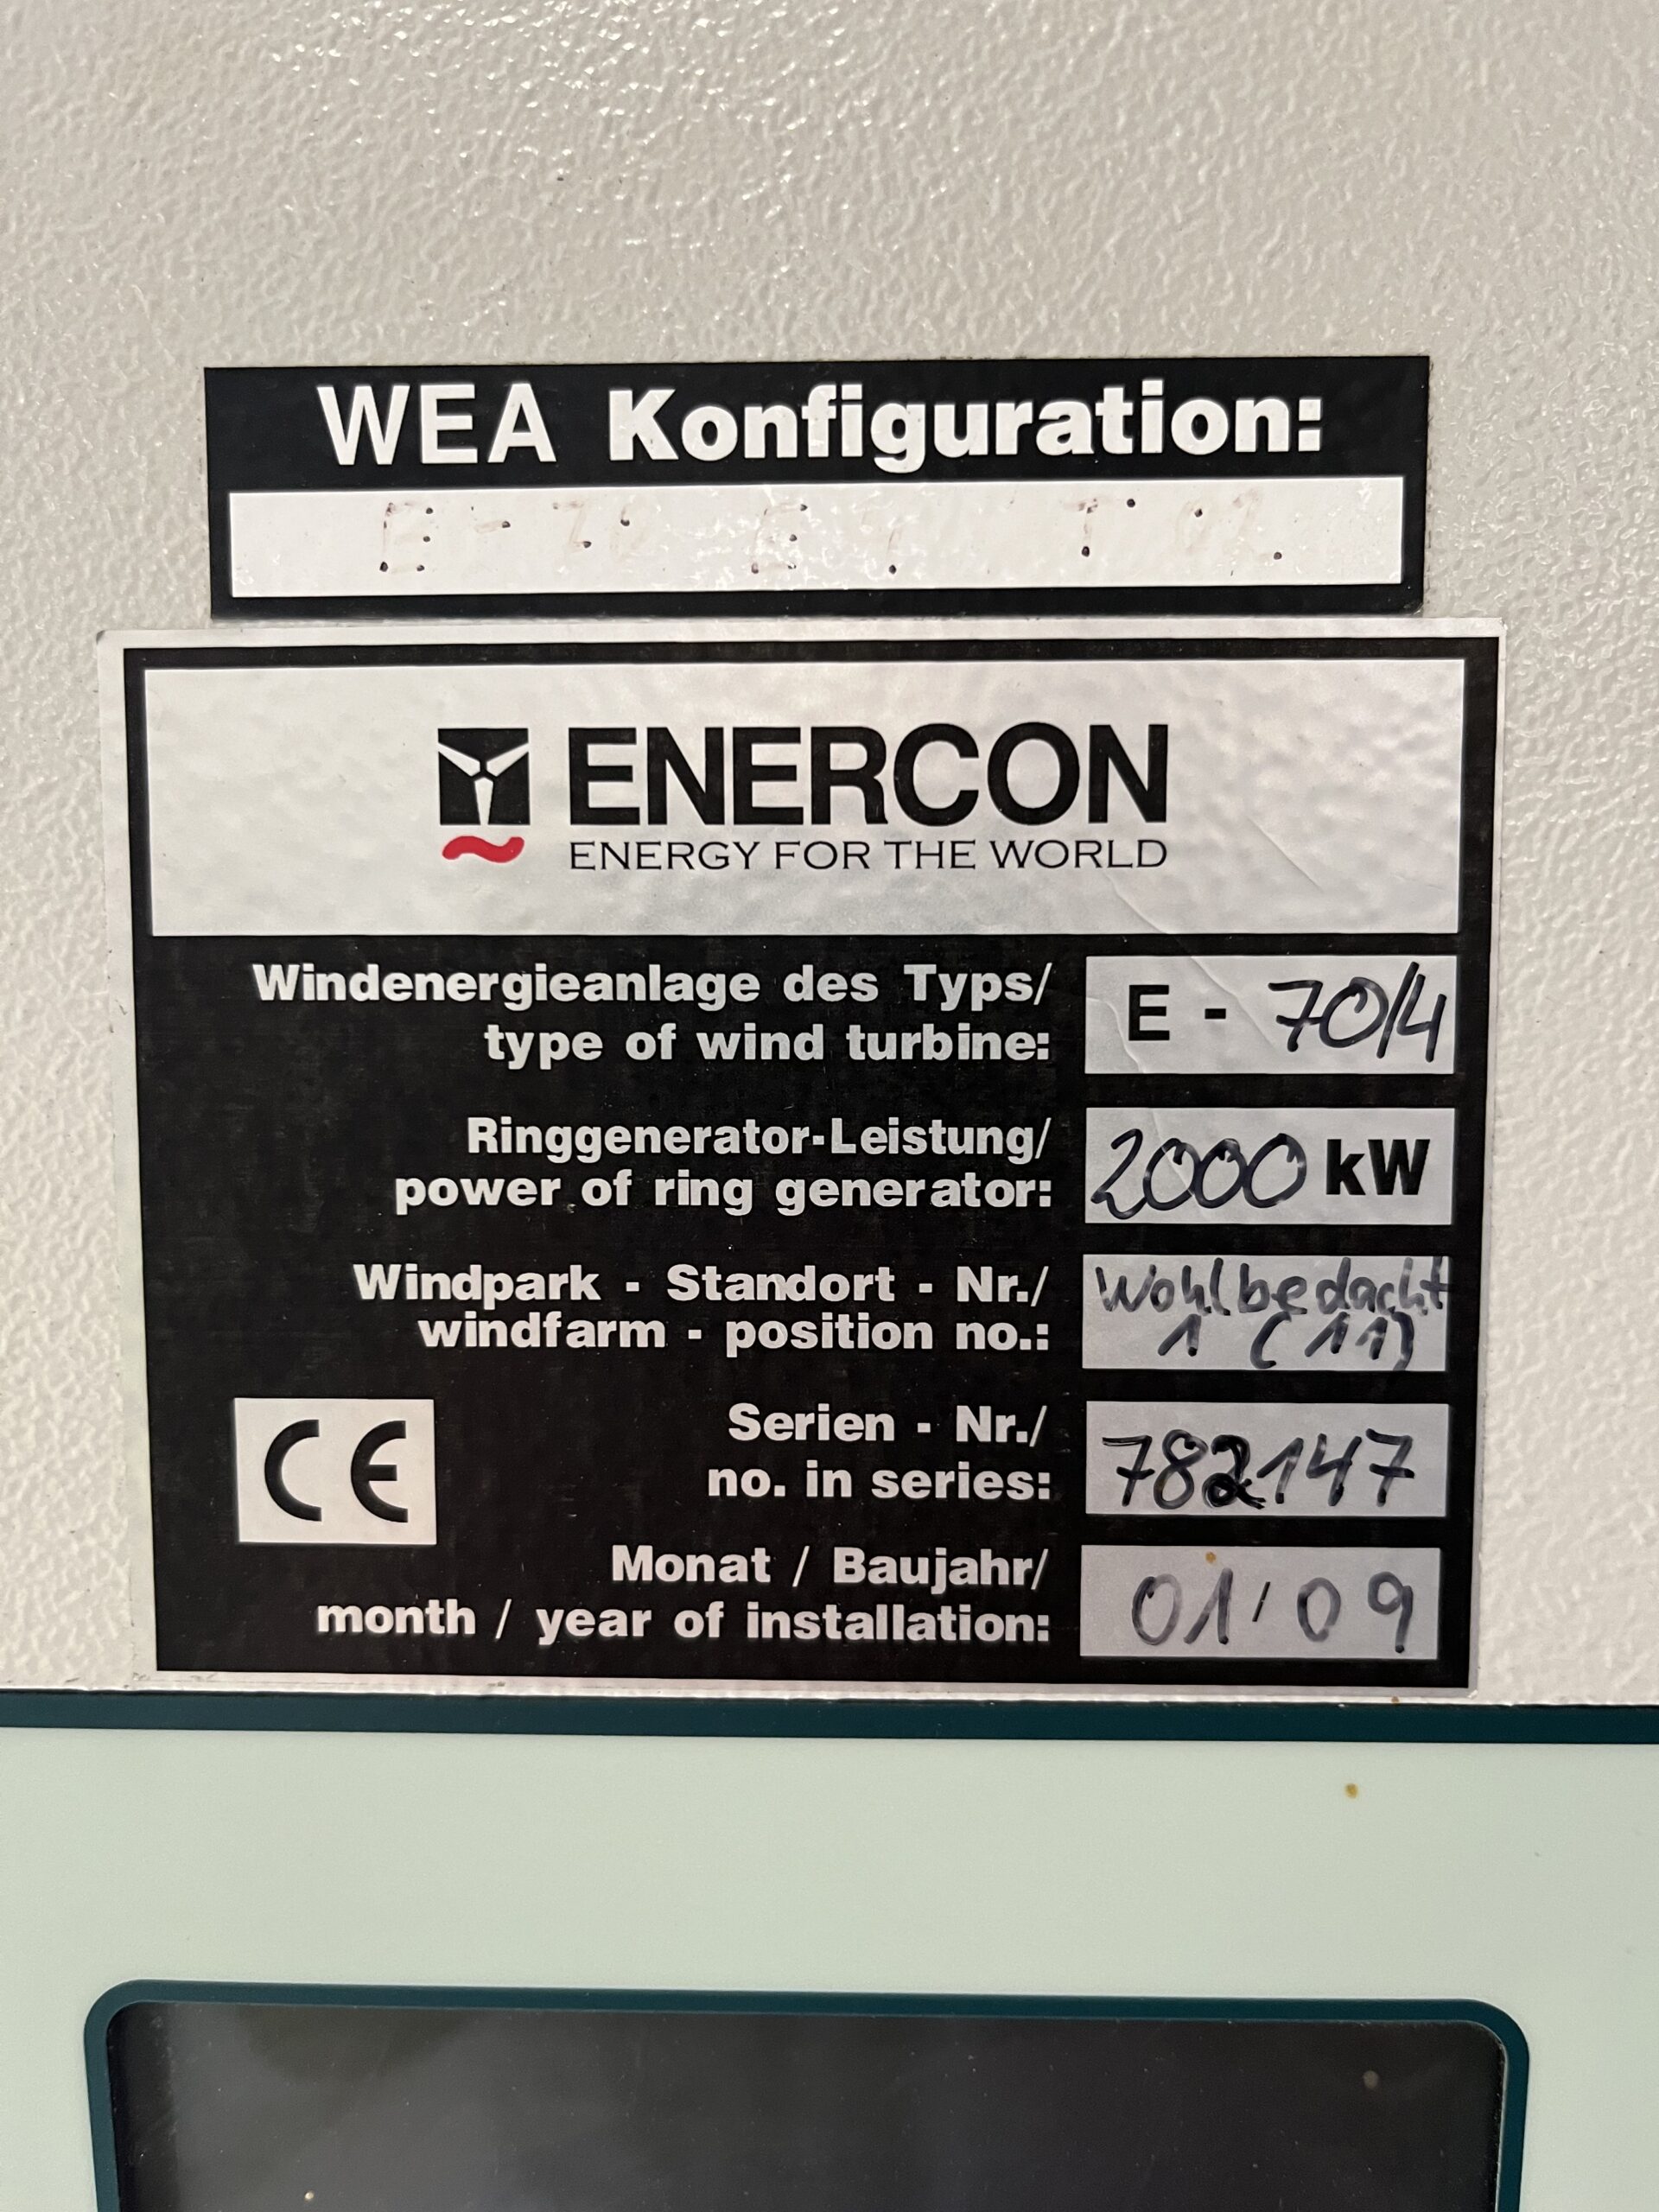 WEA Konfiguration:
ENERCON
ENERGY FOR THE WORLD
Windenergieanlage des Typs/
type of wind turbine:
E - 70/4
Ringgenerator-Leistung/
power of ring generator:
2000 kW
Windpark - Standort - Nr./
windfarm - position no.:
Wohlbedacht
1 (11)
CE
Serien - Nr./
no. in series:
782147
Monat / Baujahr/
month / year of installation:
01/09